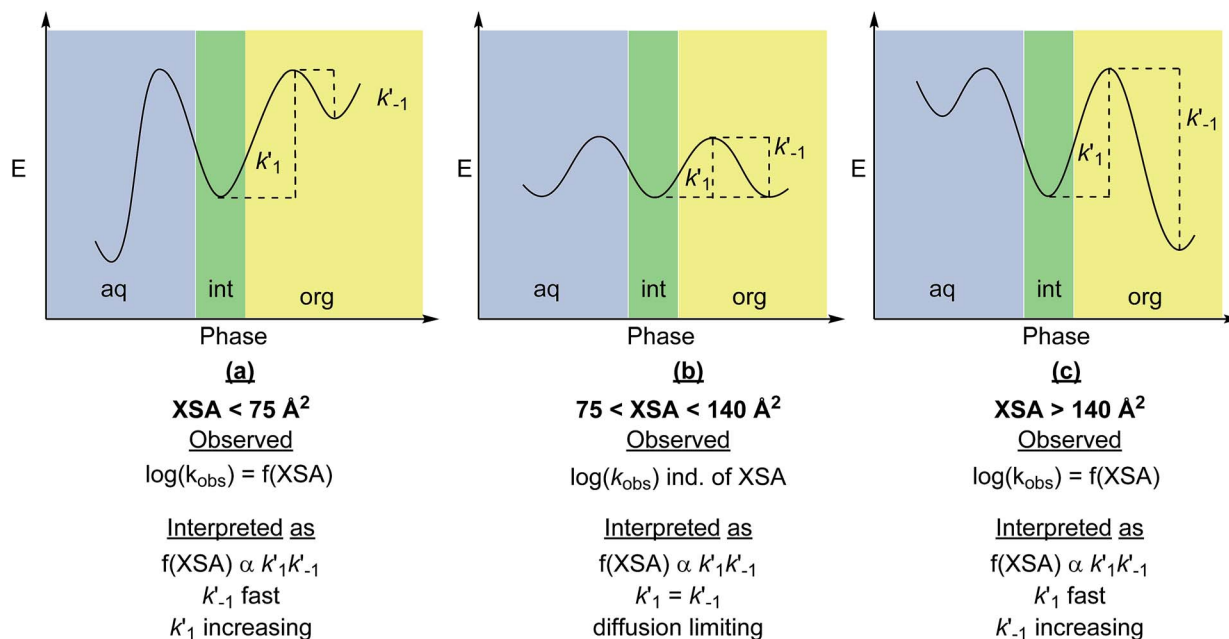 E
k'₁
k'₋₁
aq
int
org
Phase
(a)
XSA < 75 Å²
Observed
log(k_obs) = f(XSA)
Interpreted as
f(XSA) α k'₁k'₋₁
k'₋₁ fast
k'₁ increasing
E
k'₁
k'₋₁
aq
int
org
Phase
(b)
75 < XSA < 140 Å²
Observed
log(k_obs) ind. of XSA
Interpreted as
f(XSA) α k'₁k'₋₁
k'₁ = k'₋₁
diffusion limiting
E
k'₁
k'₋₁
aq
int
org
Phase
(c)
XSA > 140 Å²
Observed
log(k_obs) = f(XSA)
Interpreted as
f(XSA) α k'₁k'₋₁
k'₁ fast
k'₋₁ increasing